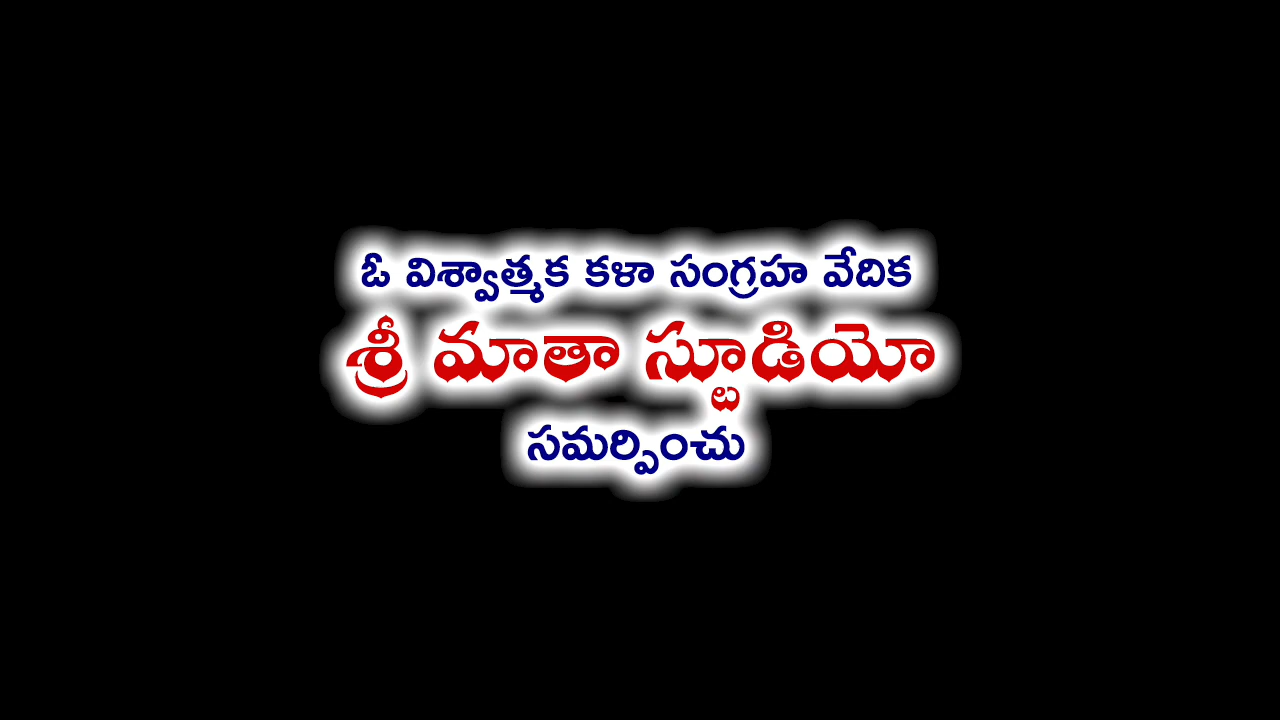 ఓ విశ్వాత్మక కళా సంగ్రహ వేదిక
శ్రీ మాతా స్టూడియో
సమర్పించు